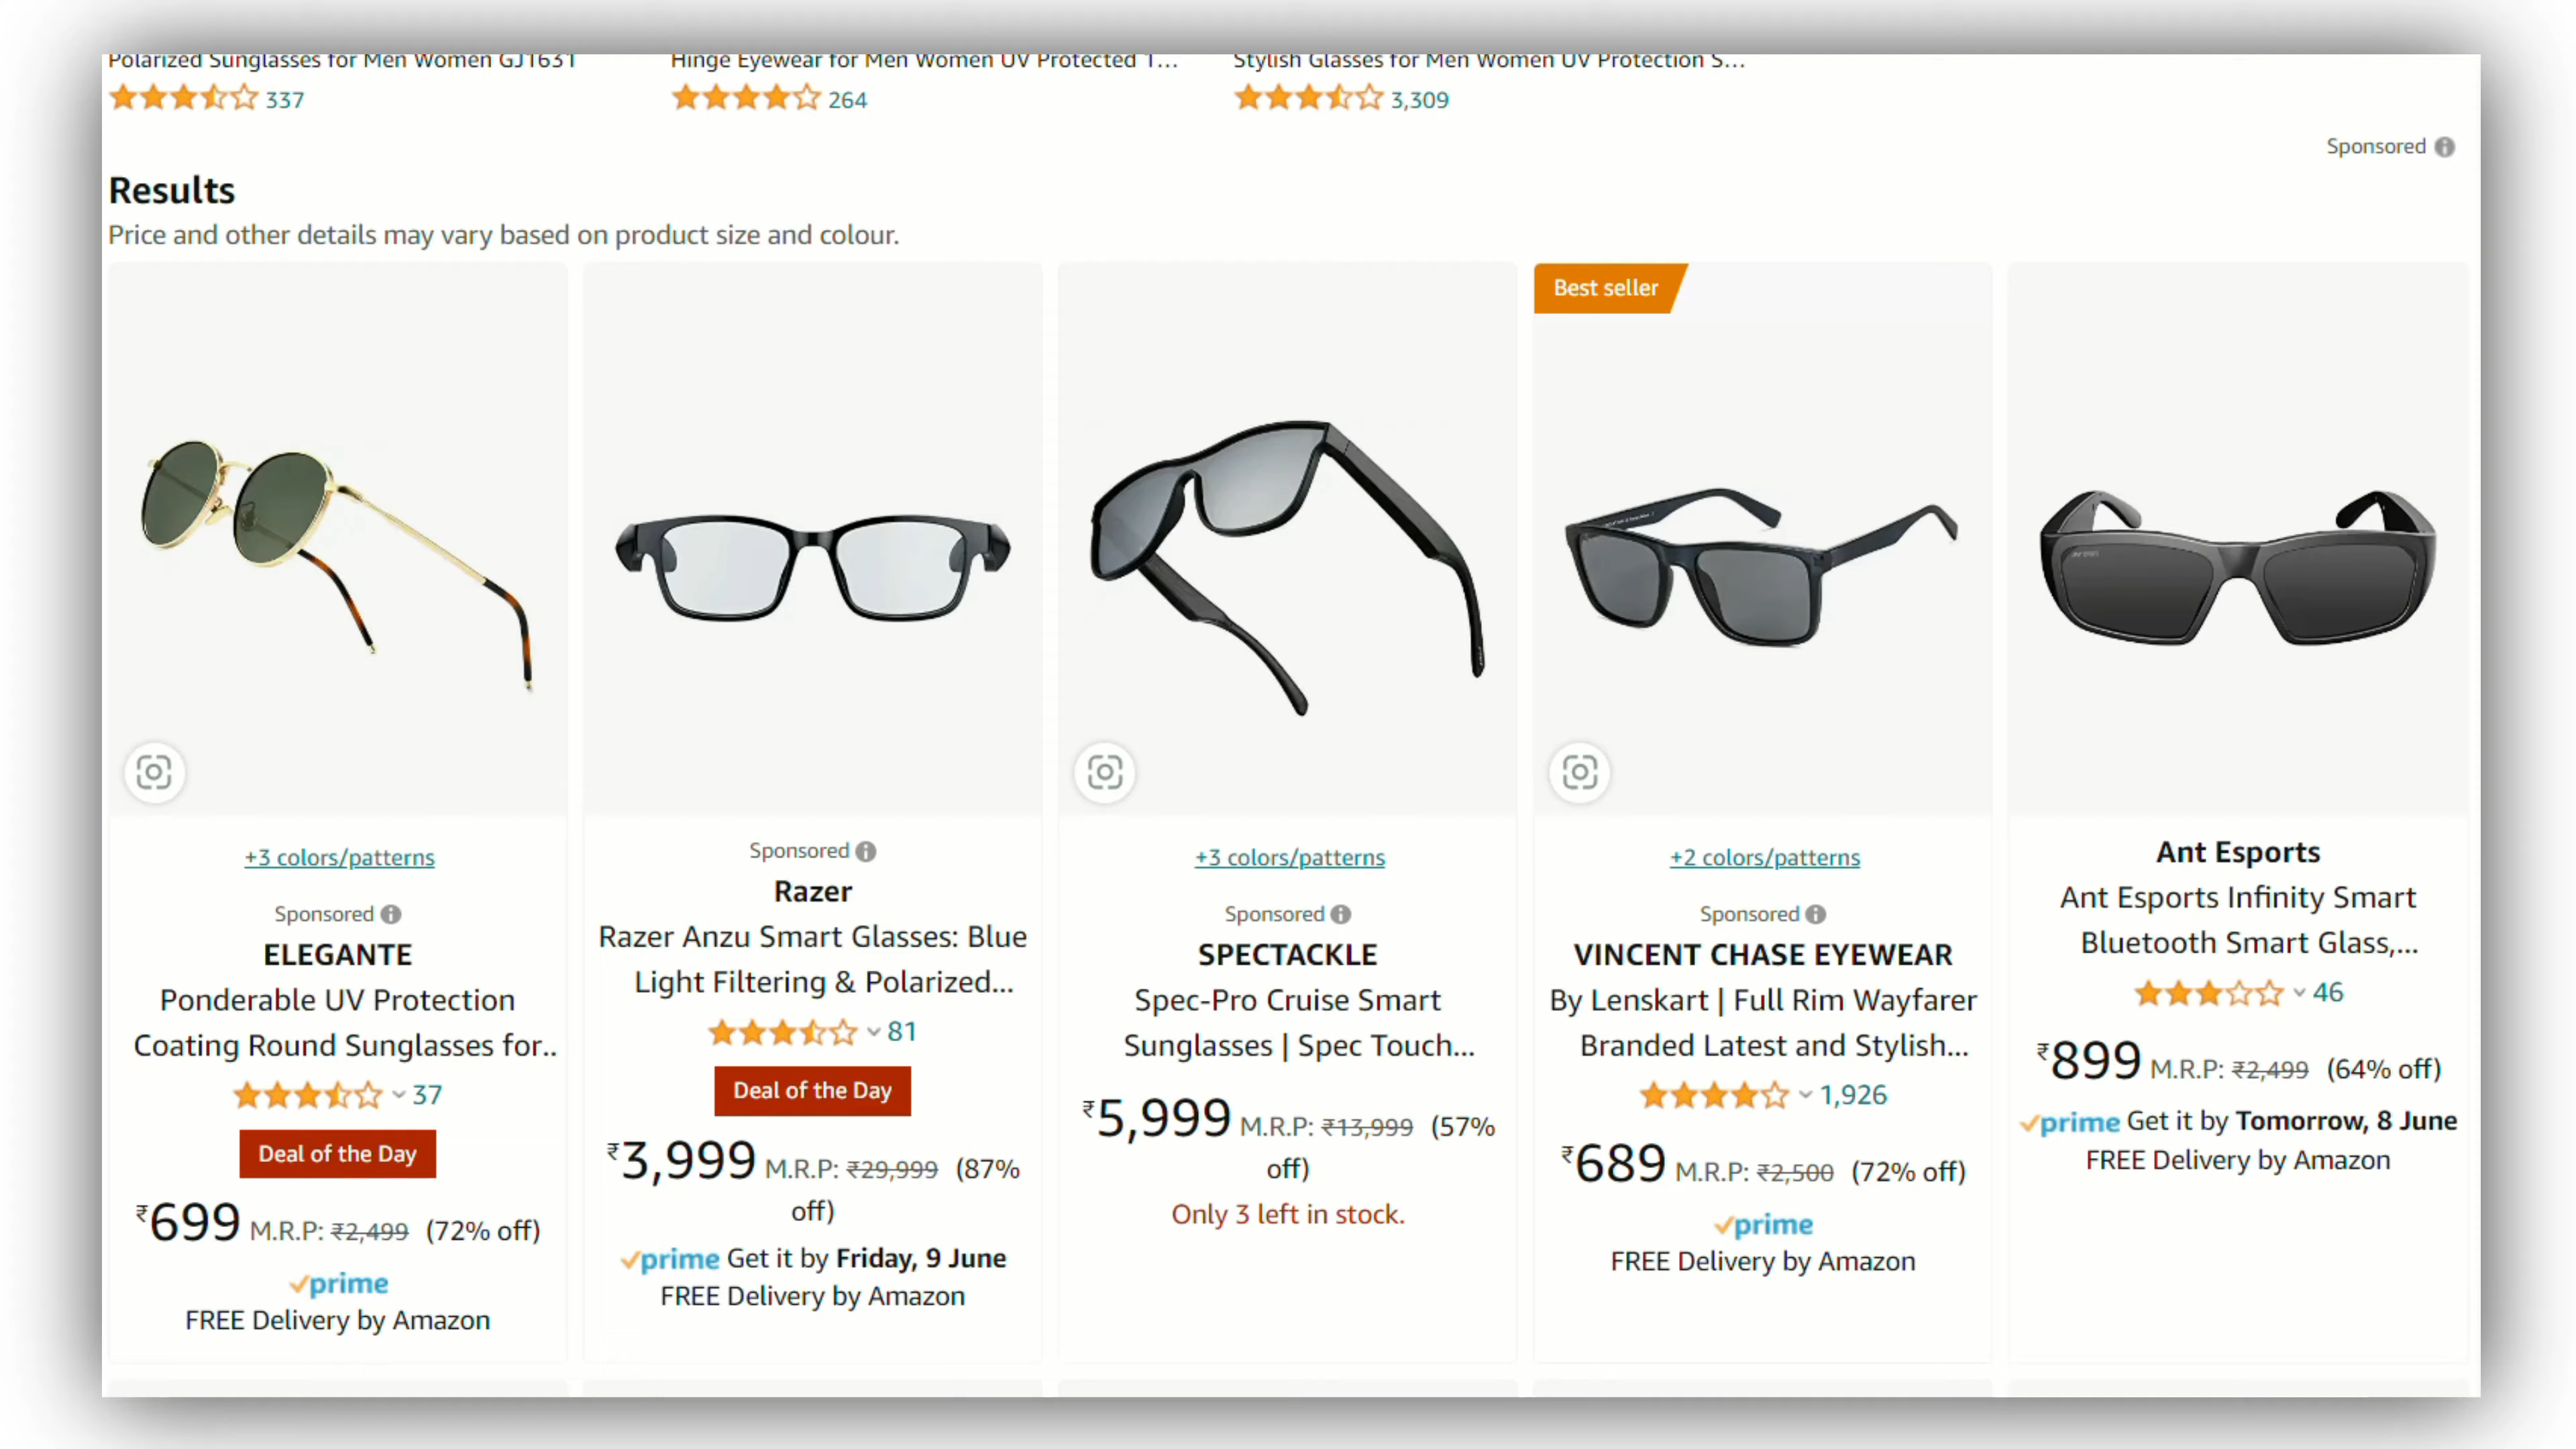 Polarized Sunglasses for Men Women GJ1631
337
Hinge Eyewear for Men Women UV Protected T...
264
Stylish Glasses for Men Women UV Protection S...
3,309
Sponsored
Results
Price and other details may vary based on product size and colour.
+3 colors/patterns
Sponsored
ELEGANTE
Ponderable UV Protection
Coating Round Sunglasses for..
37
Deal of the Day
₹699 M.R.P: ₹2,499 (72% off)
prime
FREE Delivery by Amazon
Sponsored
Razer
Razer Anzu Smart Glasses: Blue
Light Filtering & Polarized...
81
Deal of the Day
₹3,999 M.R.P: ₹29,999 (87%
off)
prime Get it by Friday, 9 June
FREE Delivery by Amazon
+3 colors/patterns
Sponsored
SPECTACKLE
Spec-Pro Cruise Smart
Sunglasses | Spec Touch...
₹5,999 M.R.P: ₹13,999 (57%
off)
Only 3 left in stock.
Best seller
+2 colors/patterns
Sponsored
VINCENT CHASE EYEWEAR
By Lenskart | Full Rim Wayfarer
Branded Latest and Stylish...
1,926
₹689 M.R.P: ₹2,500 (72% off)
prime
FREE Delivery by Amazon
Ant Esports
Ant Esports Infinity Smart
Bluetooth Smart Glass,...
46
₹899 M.R.P: ₹2,499 (64% off)
prime Get it by Tomorrow, 8 June
FREE Delivery by Amazon